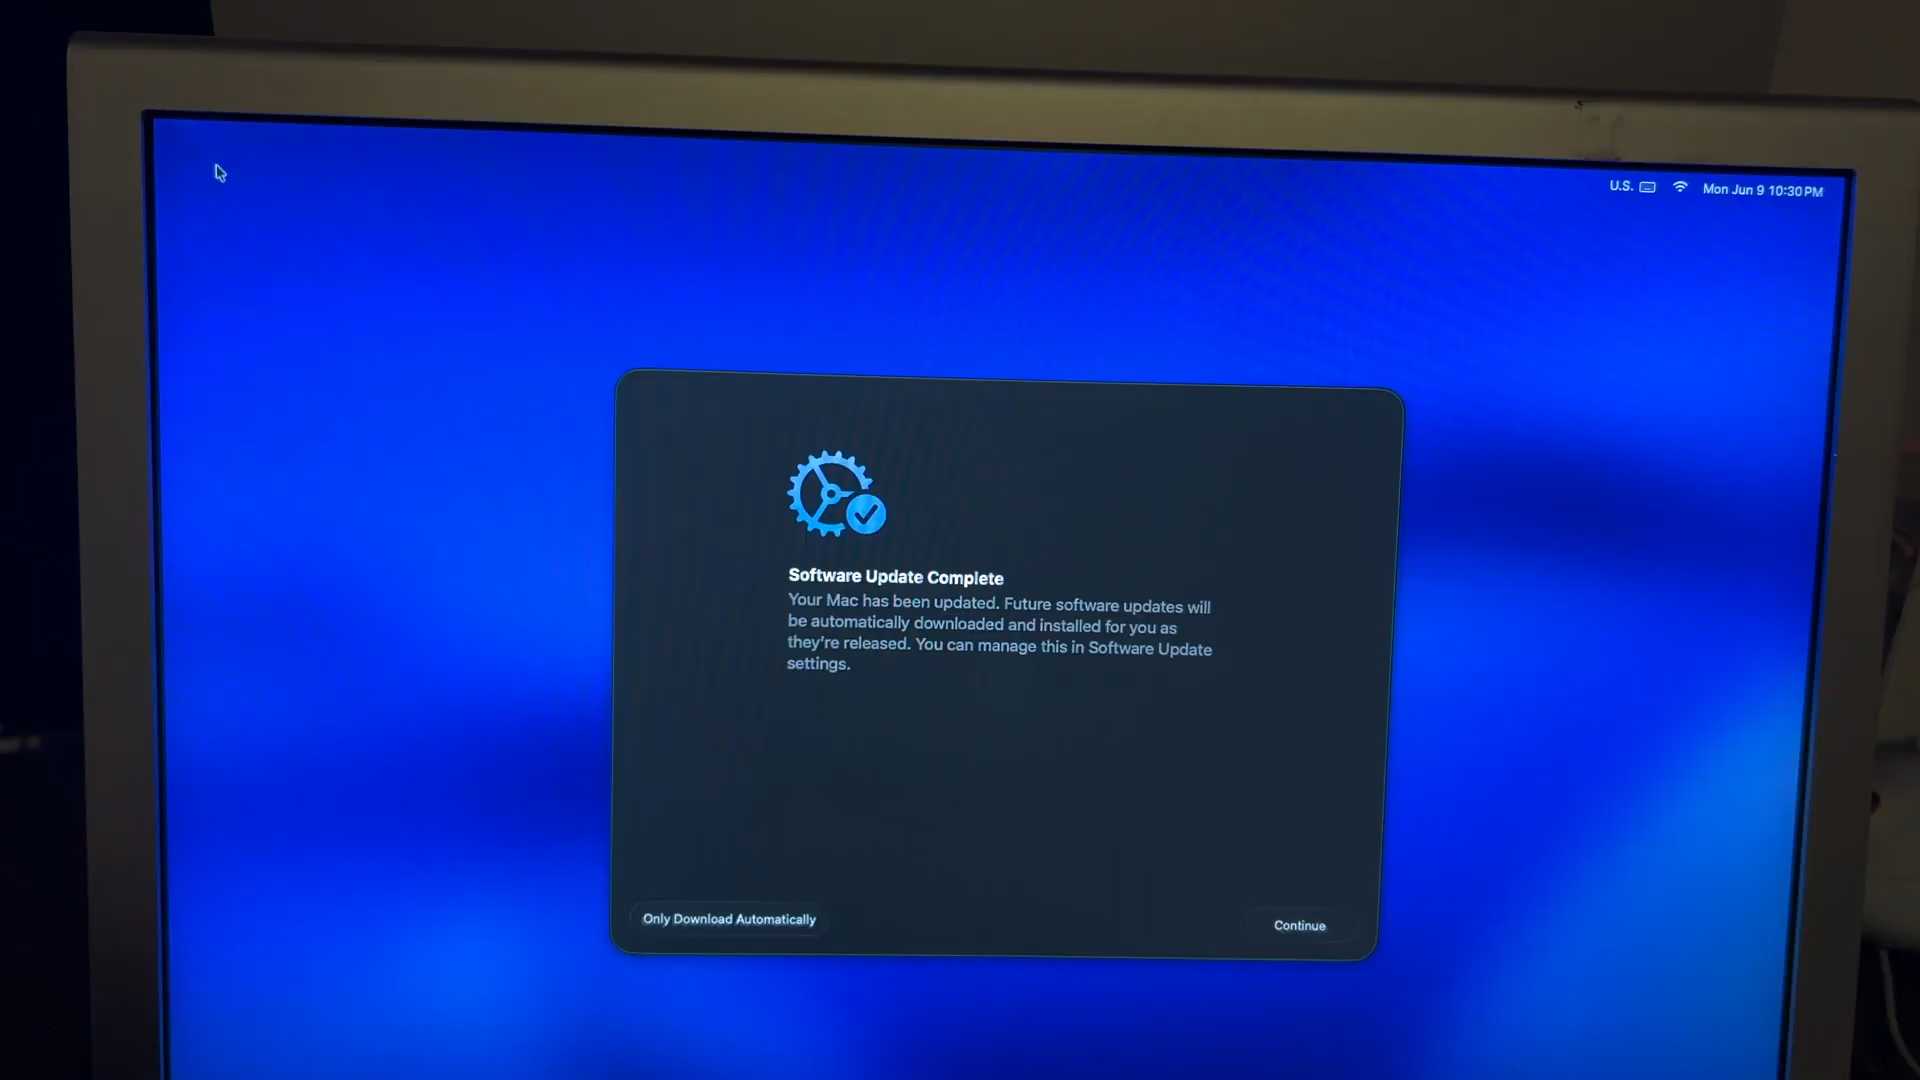 U.S. Mon Jun 9 10:30 PM
Software Update Complete
Your Mac has been updated. Future software updates will
be automatically downloaded and installed for you as
they're released. You can manage this in Software Update
settings.
Only Download Automatically
Continue